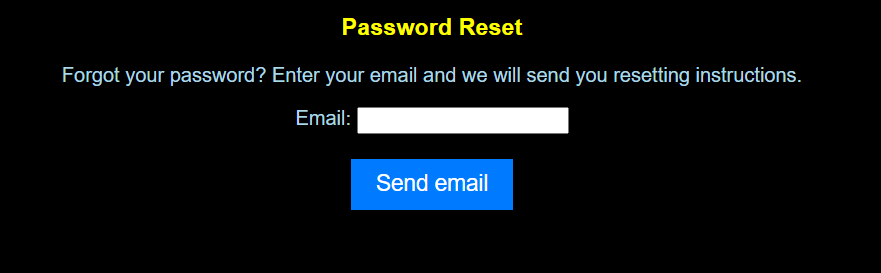 Password Reset
Forgot your password? Enter your email and we will send you resetting instructions.
Email:
Send email